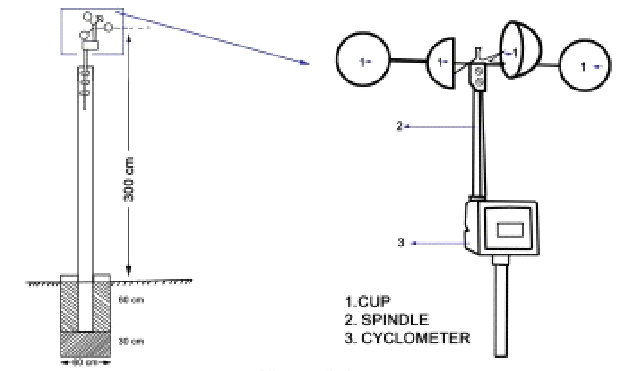 300 cm
60 cm
30 cm
60 cm
1
1
1
1
2
3
1.CUP
2. SPINDLE
3. CYCLOMETER